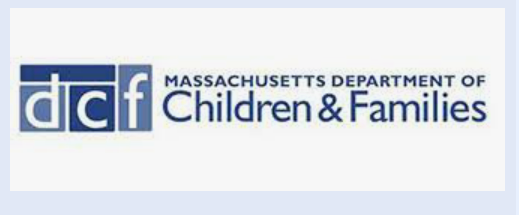 dcf
MASSACHUSETTS DEPARTMENT OF
Children & Families